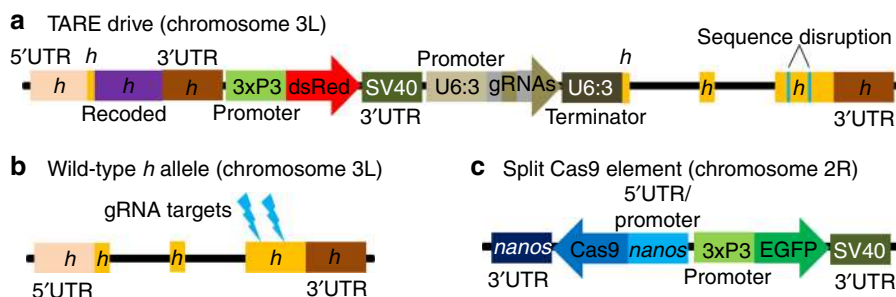 a TARE drive (chromosome 3L)
5′UTR h 3′UTR Promoter h Sequence disruption
h h 3xP3 dsRed SV40 U6:3 gRNAs U6:3 h h h
Recoded Promoter 3′UTR Terminator 3′UTR
b Wild-type h allele (chromosome 3L)
gRNA targets
h h h h h
5′UTR 3′UTR
c Split Cas9 element (chromosome 2R)
5′UTR/
promoter
nanos Cas9 nanos 3xP3 EGFP SV40
3′UTR Promoter 3′UTR